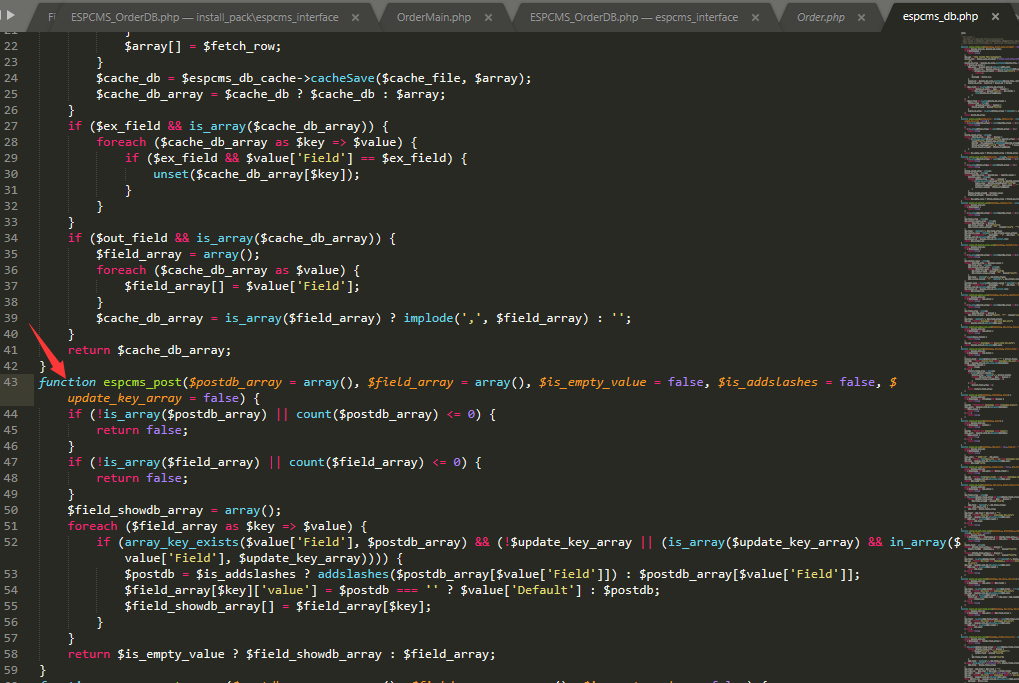 ESPCMS_OrderDB.php — install_pack\espcms_interface × OrderMain.php × ESPCMS_OrderDB.php — espcms_interface × Order.php × espcms_db.php ×
22 $array[] = $fetch_row;
23 }
24 $cache_db = $espcms_db_cache->cacheSave($cache_file, $array);
25 $cache_db_array = $cache_db ? $cache_db : $array;
26 }
27 if ($ex_field && is_array($cache_db_array)) {
28 foreach ($cache_db_array as $key => $value) {
29 if ($ex_field && $value['Field'] == $ex_field) {
30 unset($cache_db_array[$key]);
31 }
32 }
33 }
34 if ($out_field && is_array($cache_db_array)) {
35 $field_array = array();
36 foreach ($cache_db_array as $value) {
37 $field_array[] = $value['Field'];
38 }
39 $cache_db_array = is_array($field_array) ? implode(',', $field_array) : '';
40 }
41 return $cache_db_array;
42 }
43 function espcms_post($postdb_array = array(), $field_array = array(), $is_empty_value = false, $is_addslashes = false, $
update_key_array = false) {
44 if (!is_array($postdb_array) || count($postdb_array) <= 0) {
45 return false;
46 }
47 if (!is_array($field_array) || count($field_array) <= 0) {
48 return false;
49 }
50 $field_showdb_array = array();
51 foreach ($field_array as $key => $value) {
52 if (array_key_exists($value['Field'], $postdb_array) && (!$update_key_array || (is_array($update_key_array) && in_array($
value['Field'], $update_key_array)))) {
53 $postdb = $is_addslashes ? addslashes($postdb_array[$value['Field']]) : $postdb_array[$value['Field']];
54 $field_array[$key]['value'] = $postdb === '' ? $value['Default'] : $postdb;
55 $field_showdb_array[] = $field_array[$key];
56 }
57 }
58 return $is_empty_value ? $field_showdb_array : $field_array;
59 }